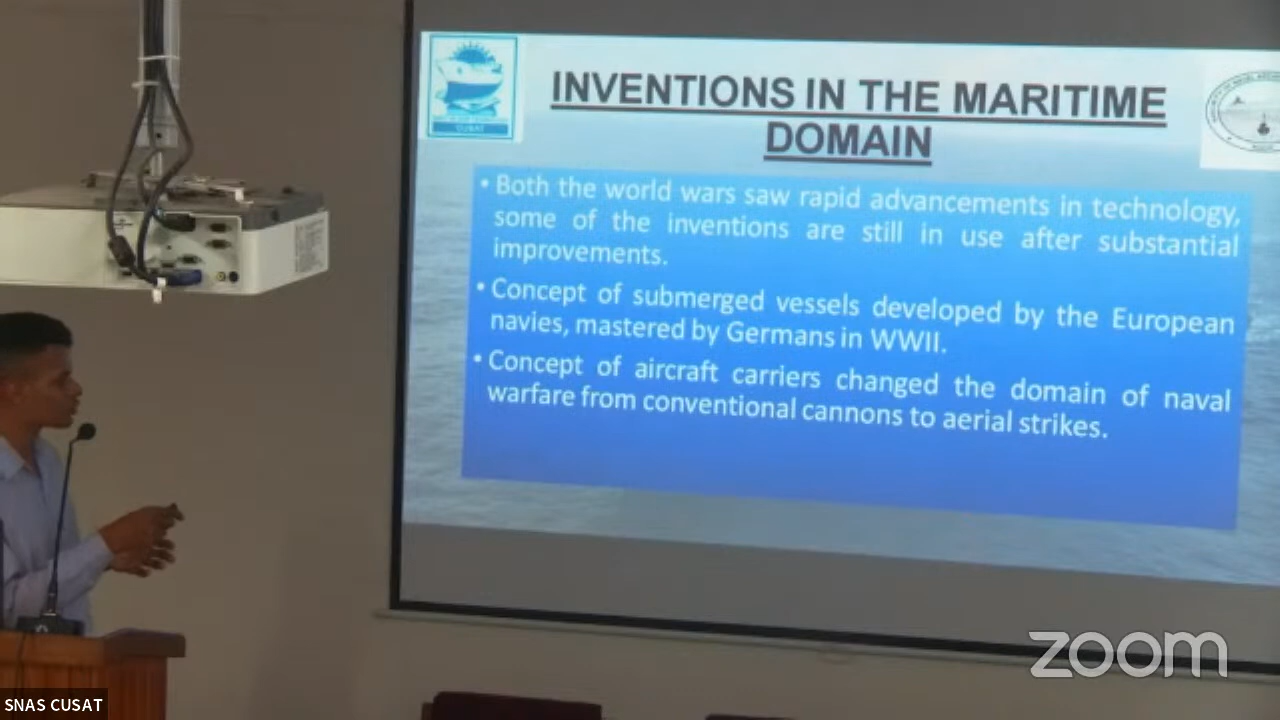 INVENTIONS IN THE MARITIME
DOMAIN
• Both the world wars saw rapid advancements in technology,
some of the inventions are still in use after substantial
improvements.
• Concept of submerged vessels developed by the European
navies, mastered by Germans in WWII.
• Concept of aircraft carriers changed the domain of naval
warfare from conventional cannons to aerial strikes.
CUSAT
zoom
SNAS CUSAT